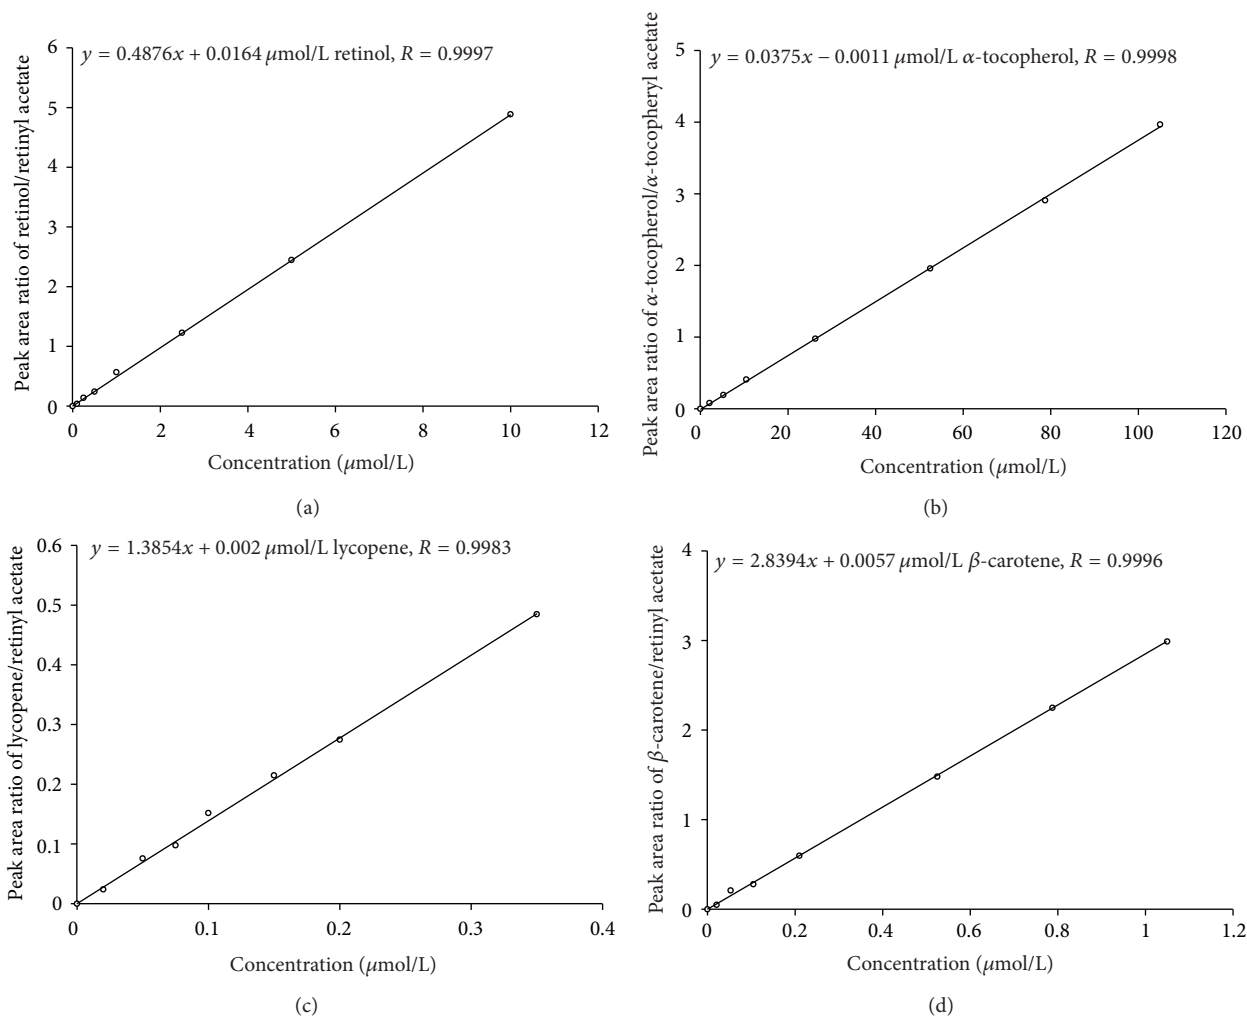 y = 0.4876x + 0.0164 μmol/L retinol, R = 0.9997
Peak area ratio of retinol/retinyl acetate
6
5
4
3
2
1
0
0 2 4 6 8 10 12
Concentration (μmol/L)
(a)
y = 0.0375x − 0.0011 μmol/L α-tocopherol, R = 0.9998
Peak area ratio of α-tocopherol/α-tocopheryl acetate
5
4
3
2
1
0
0 20 40 60 80 100 120
Concentration (μmol/L)
(b)
y = 1.3854x + 0.002 μmol/L lycopene, R = 0.9983
Peak area ratio of lycopene/retinyl acetate
0.6
0.5
0.4
0.3
0.2
0.1
0
0 0.1 0.2 0.3 0.4
Concentration (μmol/L)
(c)
y = 2.8394x + 0.0057 μmol/L β-carotene, R = 0.9996
Peak area ratio of β-carotene/retinyl acetate
4
3
2
1
0
0 0.2 0.4 0.6 0.8 1 1.2
Concentration (μmol/L)
(d)